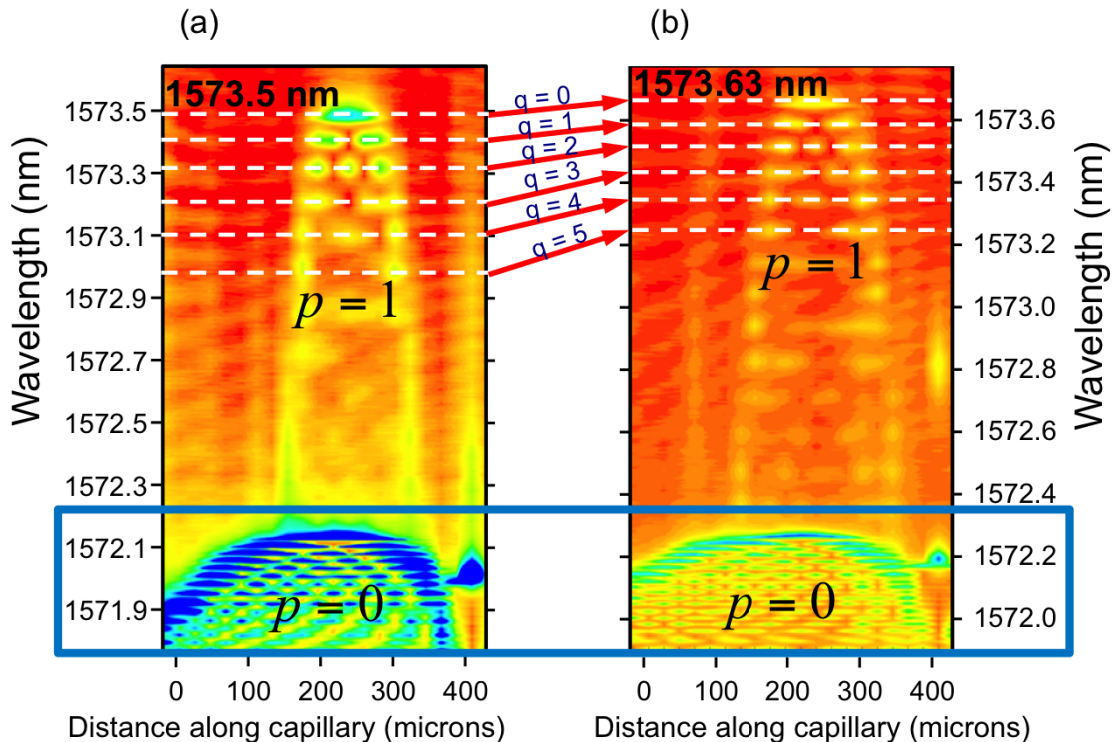 (a)
(b)
1573.5 nm
1573.63 nm
q = 0
q = 1
q = 2
q = 3
q = 4
q = 5
Wavelength (nm)
1573.5
1573.3
1573.1
1572.9
1572.7
1572.5
1572.3
1572.1
1571.9
p = 1
p = 0
0 100 200 300 400
Distance along capillary (microns)
p = 1
p = 0
1573.6
1573.4
1573.2
1573.0
1572.8
1572.6
1572.4
1572.2
1572.0
Wavelength (nm)
0 100 200 300 400
Distance along capillary (microns)